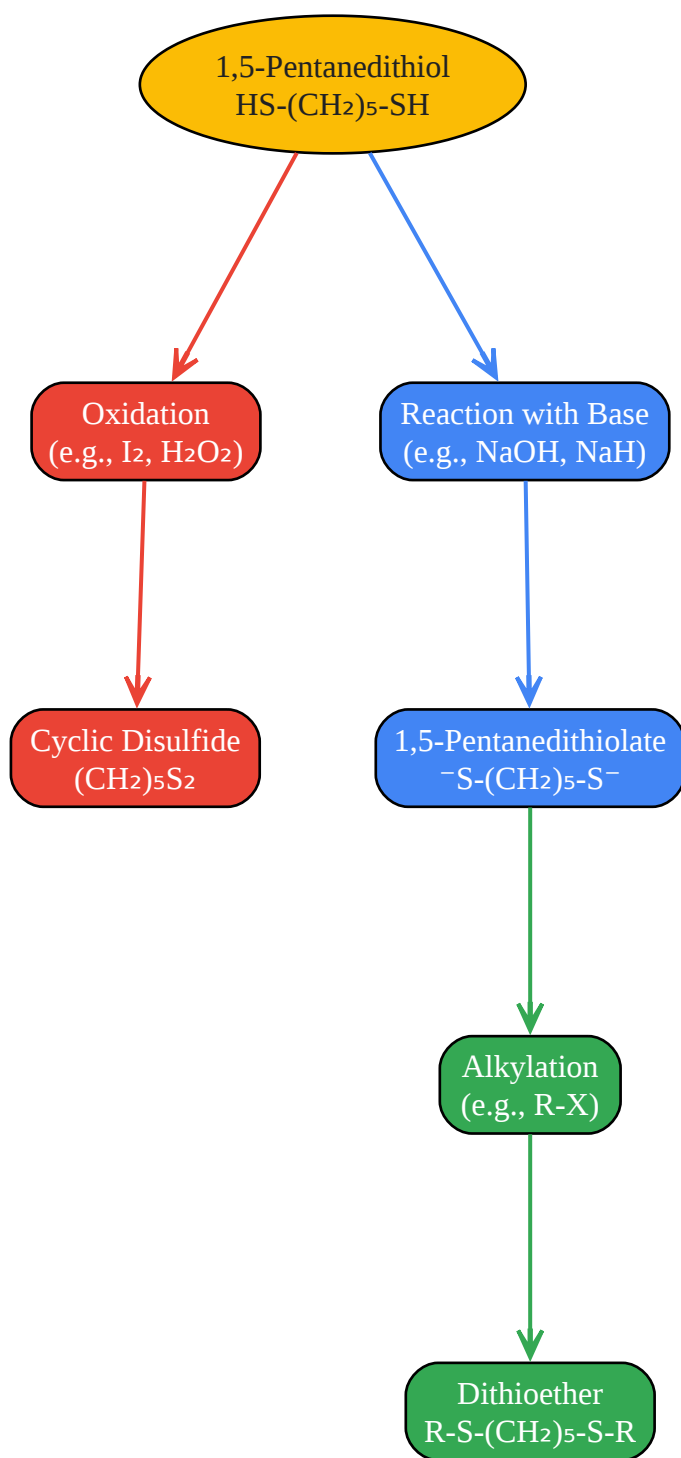 1,5-Pentanedithiol
HS-(CH₂)₅-SH
Oxidation
(e.g., I₂, H₂O₂)
Reaction with Base
(e.g., NaOH, NaH)
Cyclic Disulfide
(CH₂)₅S₂
1,5-Pentanedithiolate
⁻S-(CH₂)₅-S⁻
Alkylation
(e.g., R-X)
Dithioether
R-S-(CH₂)₅-S-R